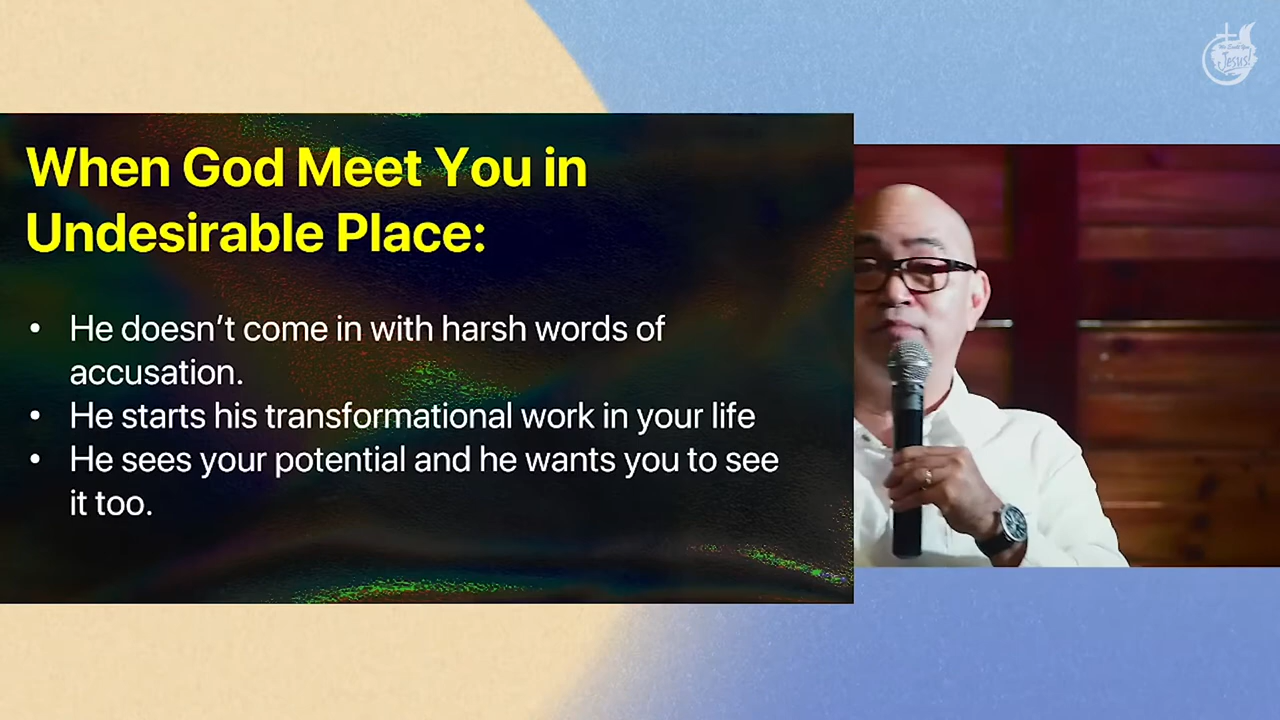 When God Meet You in
Undesirable Place:
• He doesn't come in with harsh words of
accusation.
• He starts his transformational work in your life
• He sees your potential and he wants you to see
it too.
Jesus!